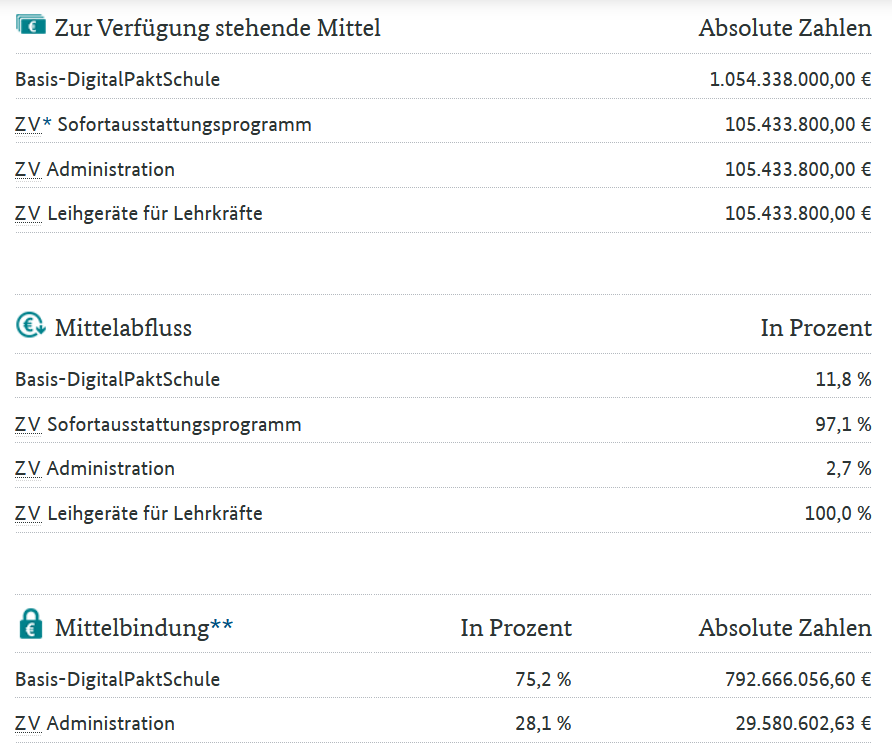 Zur Verfügung stehende Mittel Absolute Zahlen
Basis-DigitalPaktSchule 1.054.338.000,00 €
ZV* Sofortausstattungsprogramm 105.433.800,00 €
ZV Administration 105.433.800,00 €
ZV Leihgeräte für Lehrkräfte 105.433.800,00 €
Mittelabfluss In Prozent
Basis-DigitalPaktSchule 11,8 %
ZV Sofortausstattungsprogramm 97,1 %
ZV Administration 2,7 %
ZV Leihgeräte für Lehrkräfte 100,0 %
Mittelbindung** In Prozent Absolute Zahlen
Basis-DigitalPaktSchule 75,2 % 792.666.056,60 €
ZV Administration 28,1 % 29.580.602,63 €